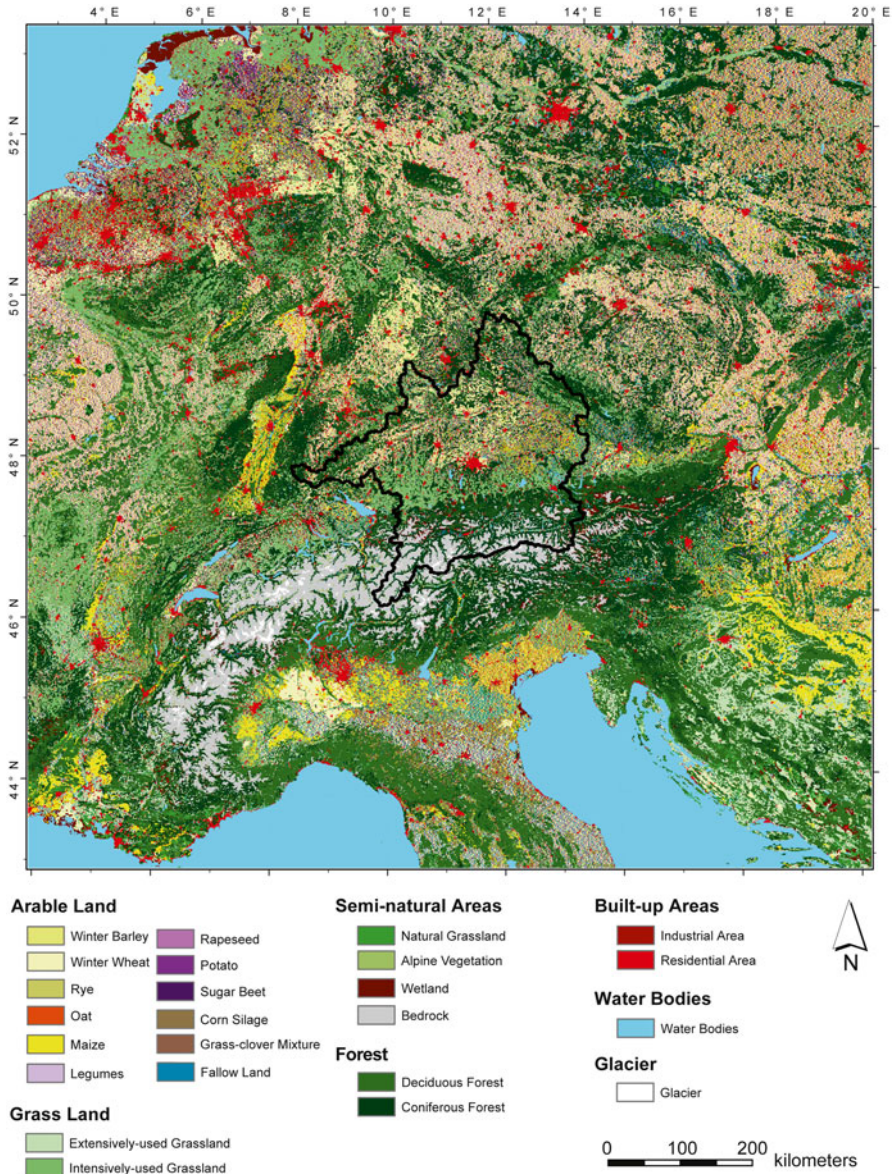 4° E 6° E 8° E 10° E 12° E 14° E 16° E 18° E 20° E
52° N
50° N
48° N
46° N
44° N
Arable Land
Winter Barley
Winter Wheat
Rye
Oat
Maize
Legumes
Rapeseed
Potato
Sugar Beet
Corn Silage
Grass-clover Mixture
Fallow Land
Grass Land
Extensively-used Grassland
Intensively-used Grassland
Semi-natural Areas
Natural Grassland
Alpine Vegetation
Wetland
Bedrock
Forest
Deciduous Forest
Coniferous Forest
Built-up Areas
Industrial Area
Residential Area
Water Bodies
Water Bodies
Glacier
Glacier
N
0 100 200
kilometers